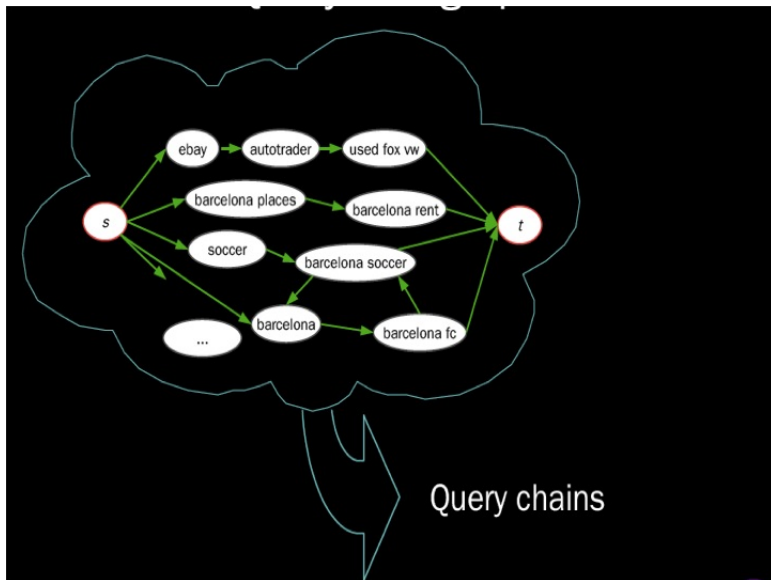 s
ebay
autotrader
used fox vw
barcelona places
barcelona rent
t
soccer
barcelona soccer
barcelona
barcelona fc
...
Query chains